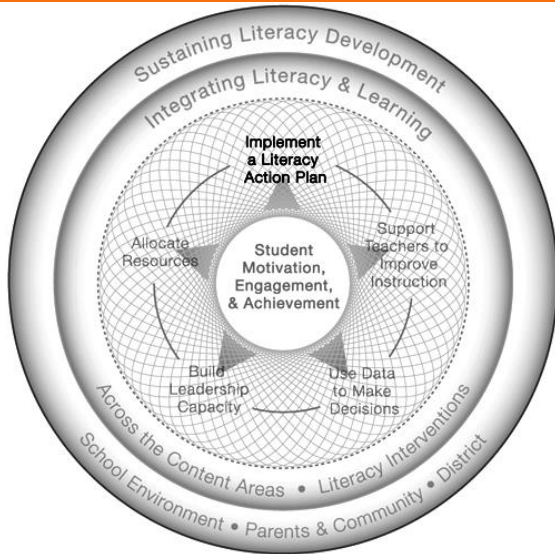 Sustaining Literacy Development
Integrating Literacy & Learning
Implement
a Literacy
Action Plan
Allocate
Resources
Support
Teachers to
Improve
Instruction
Student
Motivation,
Engagement,
& Achievement
Build
Leadership
Capacity
Use Data
to Make
Decisions
Across the Content Areas • Literacy Interventions
School Environment • Parents & Community • District